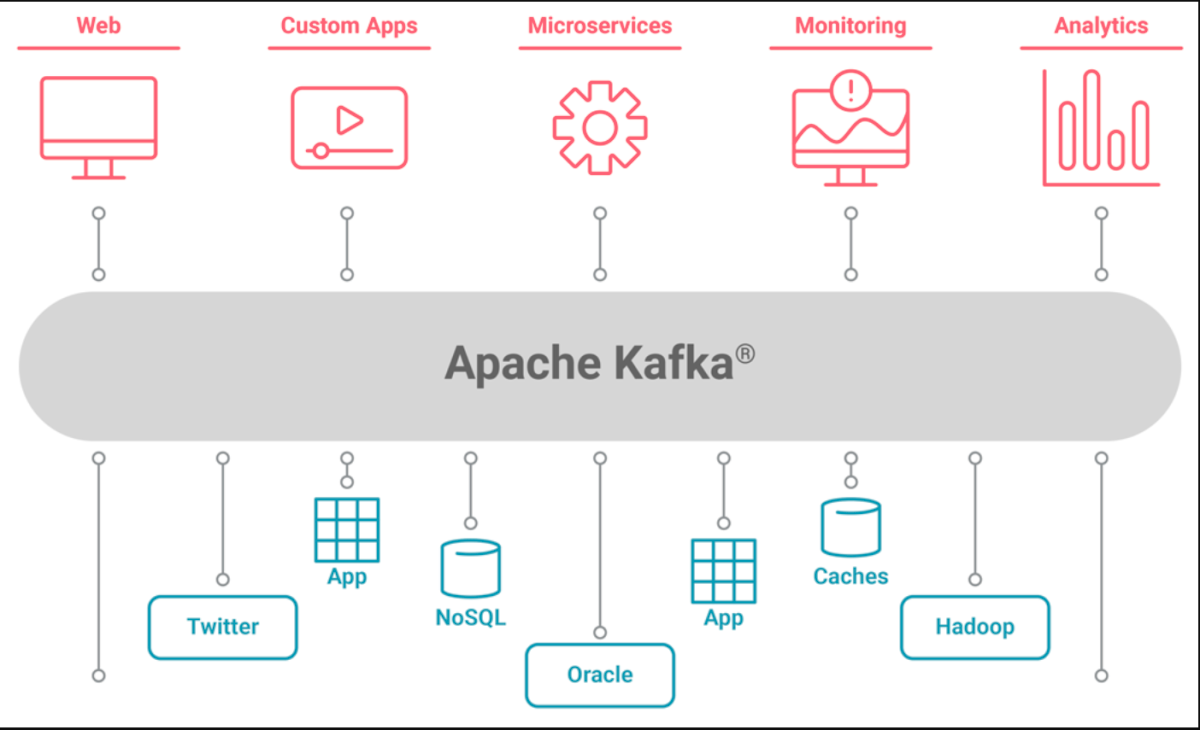 Web
Custom Apps
Microservices
Monitoring
Analytics
!
Apache Kafka®
App
Caches
NoSQL
App
Twitter
Hadoop
Oracle